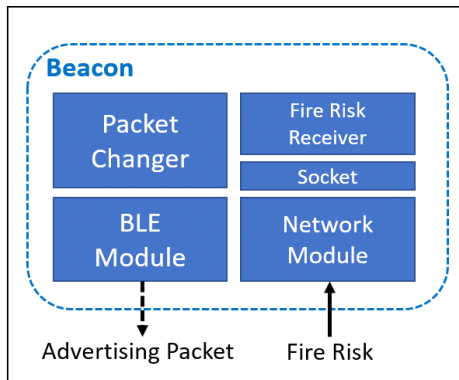 Beacon
Packet
Changer
Fire Risk
Receiver
Socket
BLE
Module
Network
Module
Advertising Packet
Fire Risk